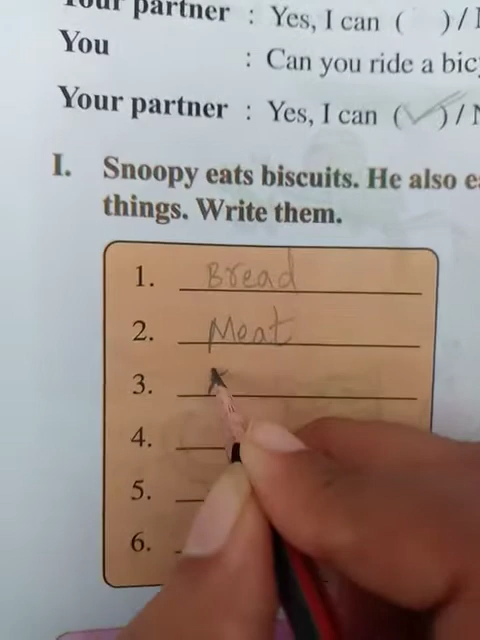 Your partner : Yes, I can ( ) /
You : Can you ride a
Your partner : Yes, I can (✓) /
I. Snoopy eats biscuits. He also
things. Write them.
1. Bread
2. Meat
3.
4.
5.
6.